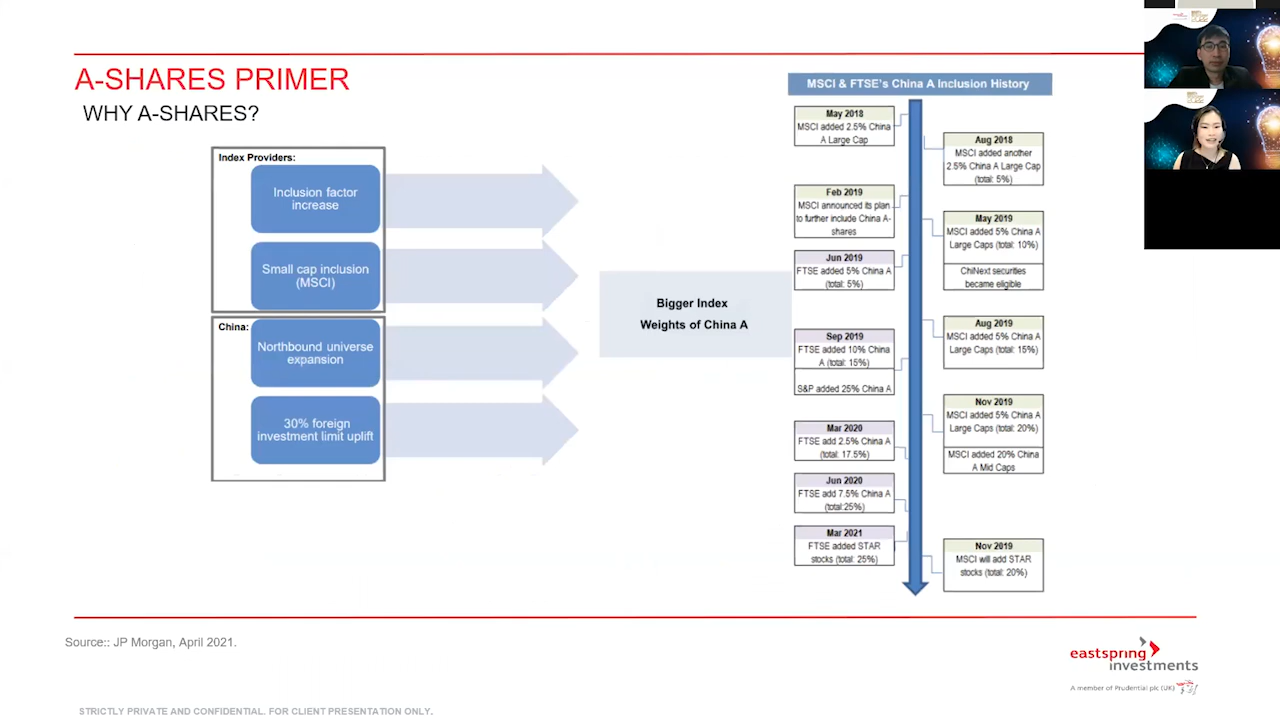 A-SHARES PRIMER
WHY A-SHARES?
Index Providers:
Inclusion factor
increase
Small cap inclusion
(MSCI)
China:
Northbound universe
expansion
30% foreign
investment limit uplift
Bigger Index
Weights of China A
MSCI & FTSE's China A Inclusion History
May 2018
MSCI added 2.5% China
A Large Cap
Aug 2018
MSCI added another
2.5% China A Large Cap
(total: 5%)
Feb 2019
MSCI announced its plan
to further include China A-
shares
May 2019
MSCI added 5% China A
Large Caps (total: 10%)
ChiNext securities
became eligible
Jun 2019
FTSE added 5% China A
(total: 5%)
Aug 2019
MSCI added 5% China A
Large Caps (total: 15%)
Sep 2019
FTSE added 10% China
A (total: 15%)
S&P added 25% China A
Nov 2019
MSCI added 5% China A
Large Caps (total: 20%)
MSCI added 20% China
A Mid Caps
Mar 2020
FTSE add 2.5% China A
(total: 17.5%)
Jun 2020
FTSE add 7.5% China A
(total:25%)
Mar 2021
FTSE added STAR
stocks (total: 25%)
Nov 2019
MSCI will add STAR
stocks (total: 20%)
Source:: JP Morgan, April 2021.
eastspring
investments
A member of Prudential plc (UK)
STRICTLY PRIVATE AND CONFIDENTIAL. FOR CLIENT PRESENTATION ONLY.